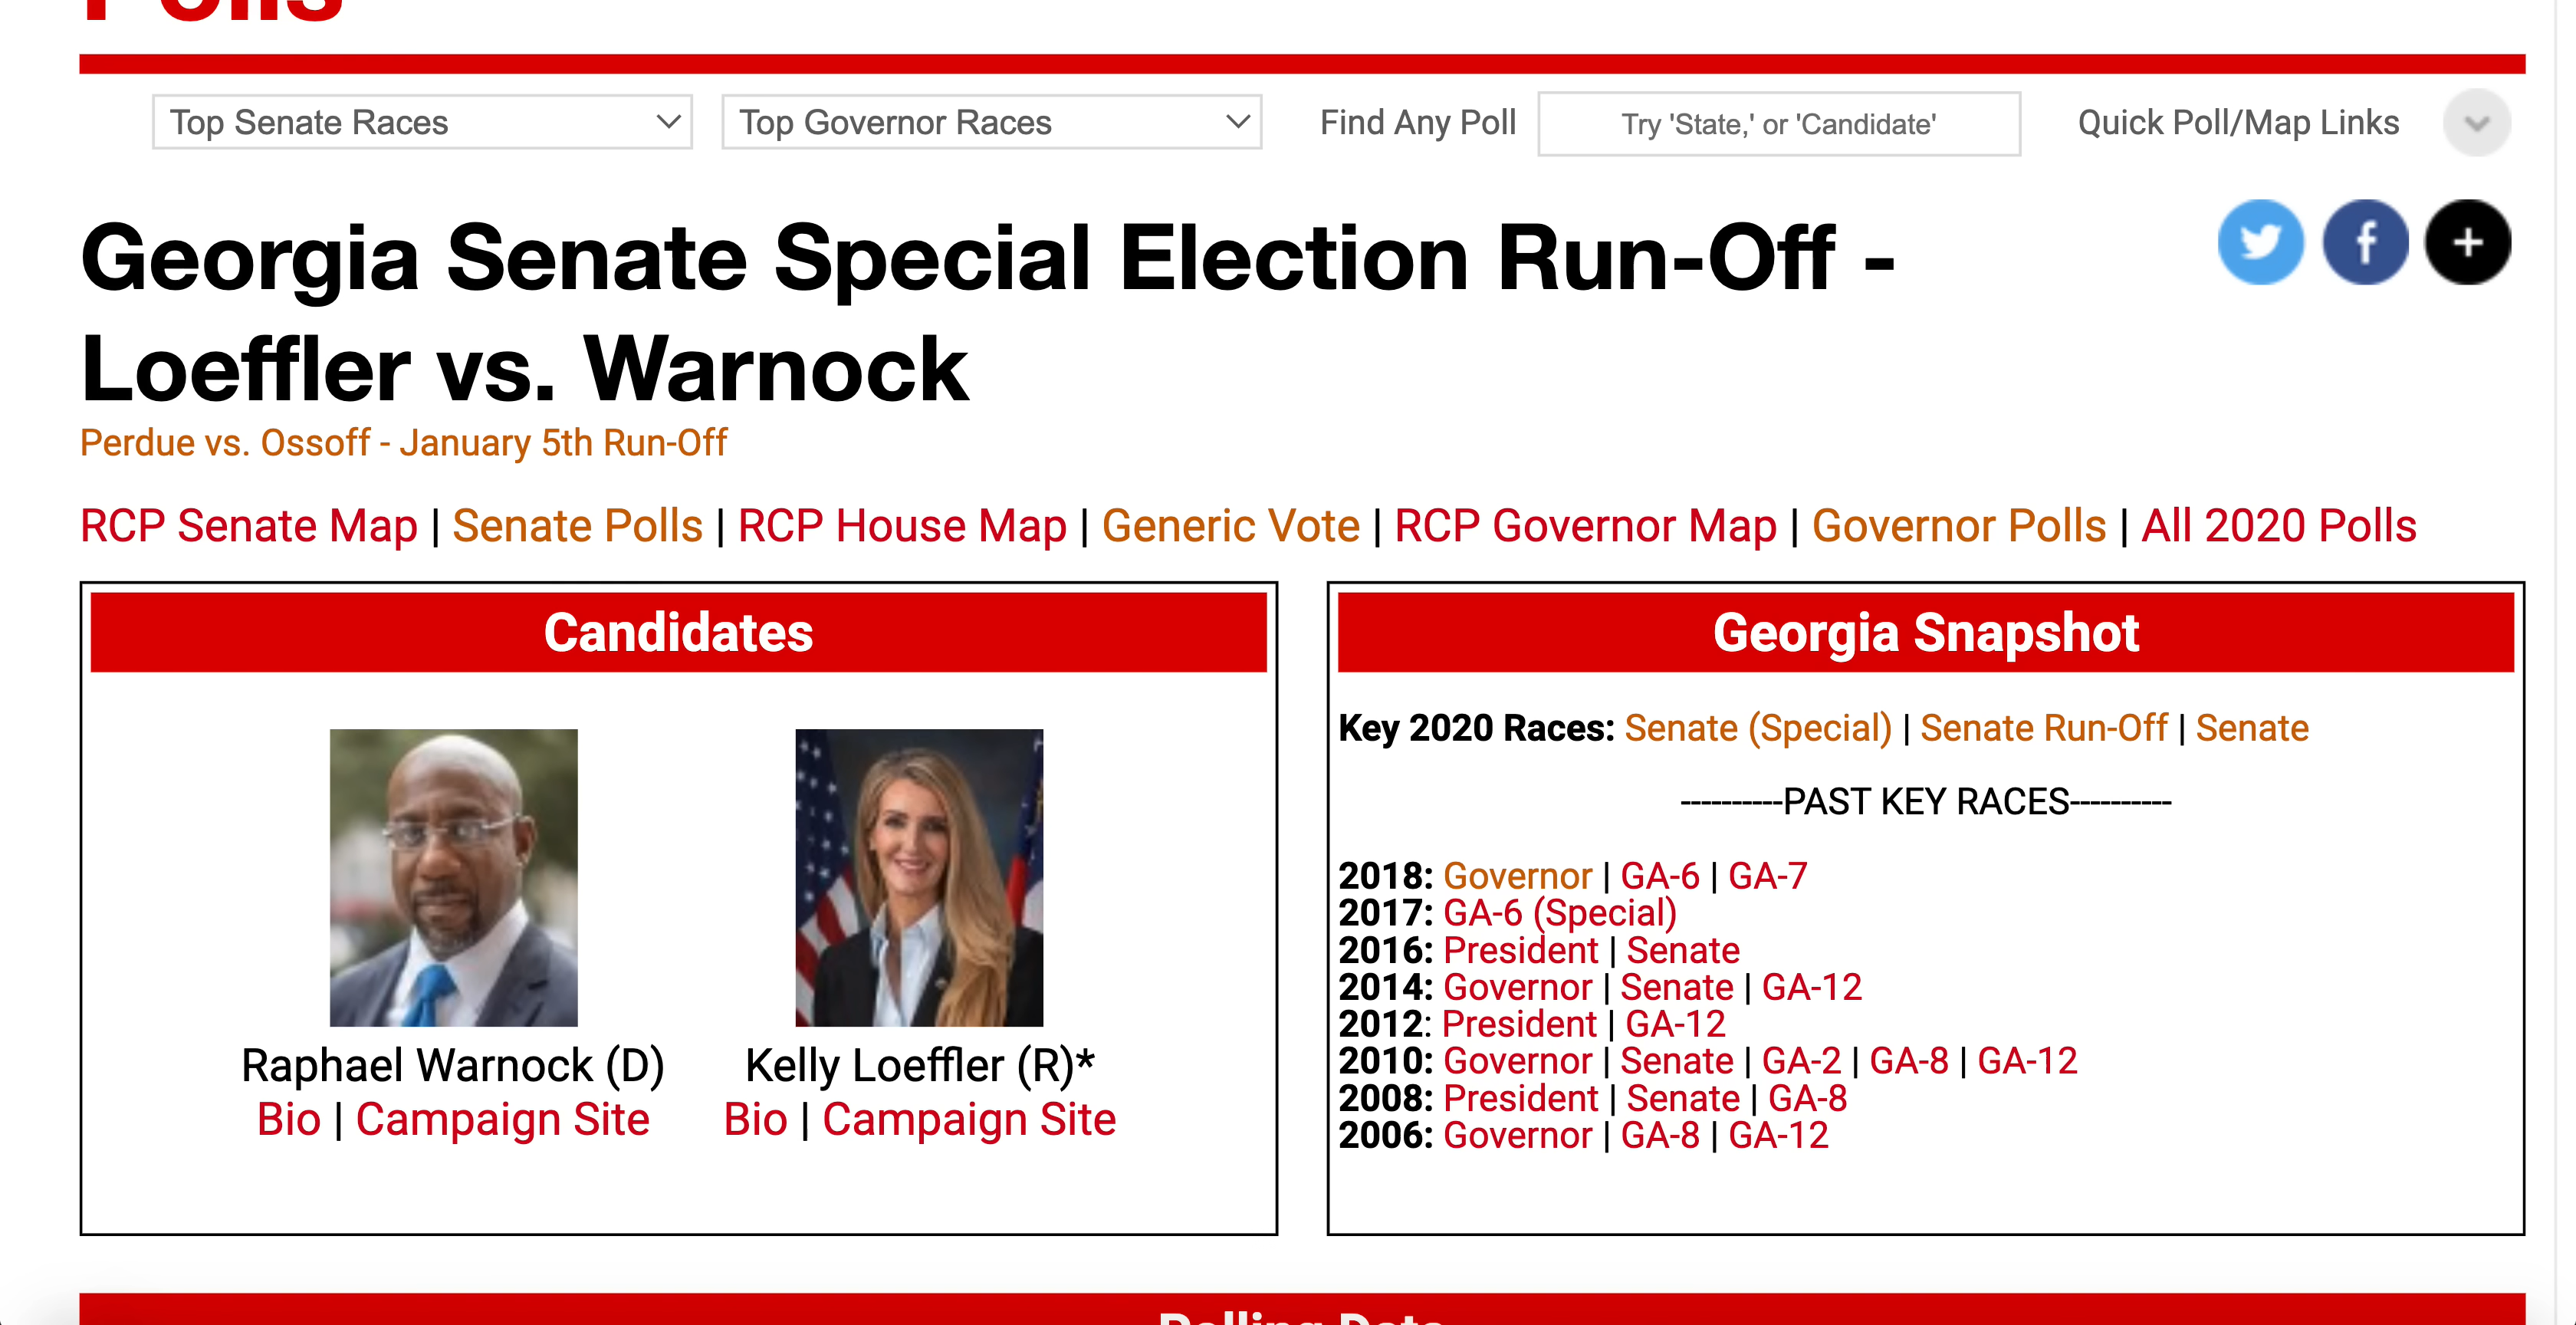 Polls
Top Senate Races
Top Governor Races
Find Any Poll
Try 'State,' or 'Candidate'
Quick Poll/Map Links
Georgia Senate Special Election Run-Off -
Loeffler vs. Warnock
Perdue vs. Ossoff - January 5th Run-Off
RCP Senate Map | Senate Polls | RCP House Map | Generic Vote | RCP Governor Map | Governor Polls | All 2020 Polls
Candidates
Raphael Warnock (D)
Bio | Campaign Site
Kelly Loeffler (R)*
Bio | Campaign Site
Georgia Snapshot
Key 2020 Races: Senate (Special) | Senate Run-Off | Senate
----------PAST KEY RACES----------
2018: Governor | GA-6 | GA-7
2017: GA-6 (Special)
2016: President | Senate
2014: Governor | Senate | GA-12
2012: President | GA-12
2010: Governor | Senate | GA-2 | GA-8 | GA-12
2008: President | Senate | GA-8
2006: Governor | GA-8 | GA-12
Polling Data